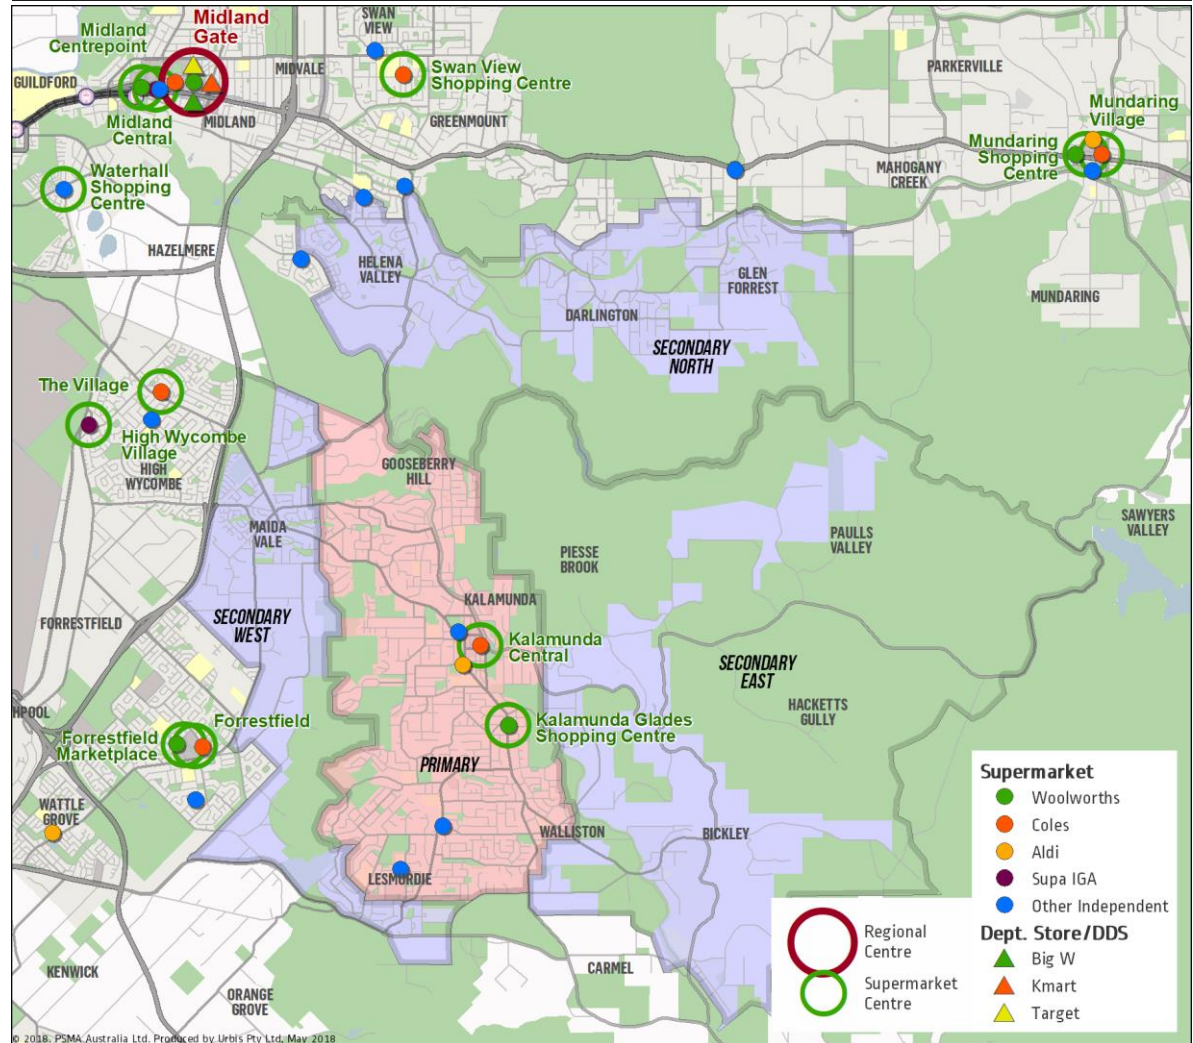 Midland
Centrepoint
Midland
Gate
SWAN
VIEW
GUILDFORD
MIDVALE
Swan View
Shopping Centre
PARKERVILLE
Mundaring
Village
Midland
Central
MIDLAND
GREENMOUNT
Mundaring
Shopping
Centre
MAHOGANY
CREEK
Waterhall
Shopping
Centre
HAZELMERE
HELENA
VALLEY
GLEN
FORREST
DARLINGTON
MUNDARING
SECONDARY
NORTH
The Village
High Wycombe
Village
HIGH
WYCOMBE
GOOSEBERRY
HILL
MAIDA
VALE
PIESSE
BROOK
PAULLS
VALLEY
SAWYERS
VALLEY
KALAMUNDA
FORRESTFIELD
SECONDARY
WEST
Kalamunda
Central
SECONDARY
EAST
HACKETTS
GULLY
HPOOL
Forrestfield
Forrestfield
Marketplace
Kalamunda Glades
Shopping Centre
PRIMARY
WATTLE
GROVE
WALLISTON
BICKLEY
LESMURDIE
KENWICK
ORANGE
GROVE
CARMEL
Supermarket
Woolworths
Coles
Aldi
Supa IGA
Other Independent
Dept. Store/DDS
Big W
Kmart
Target
Regional
Centre
Supermarket
Centre
© 2018. PSMA Australia Ltd. Produced by Urbis Pty Ltd, May 2018